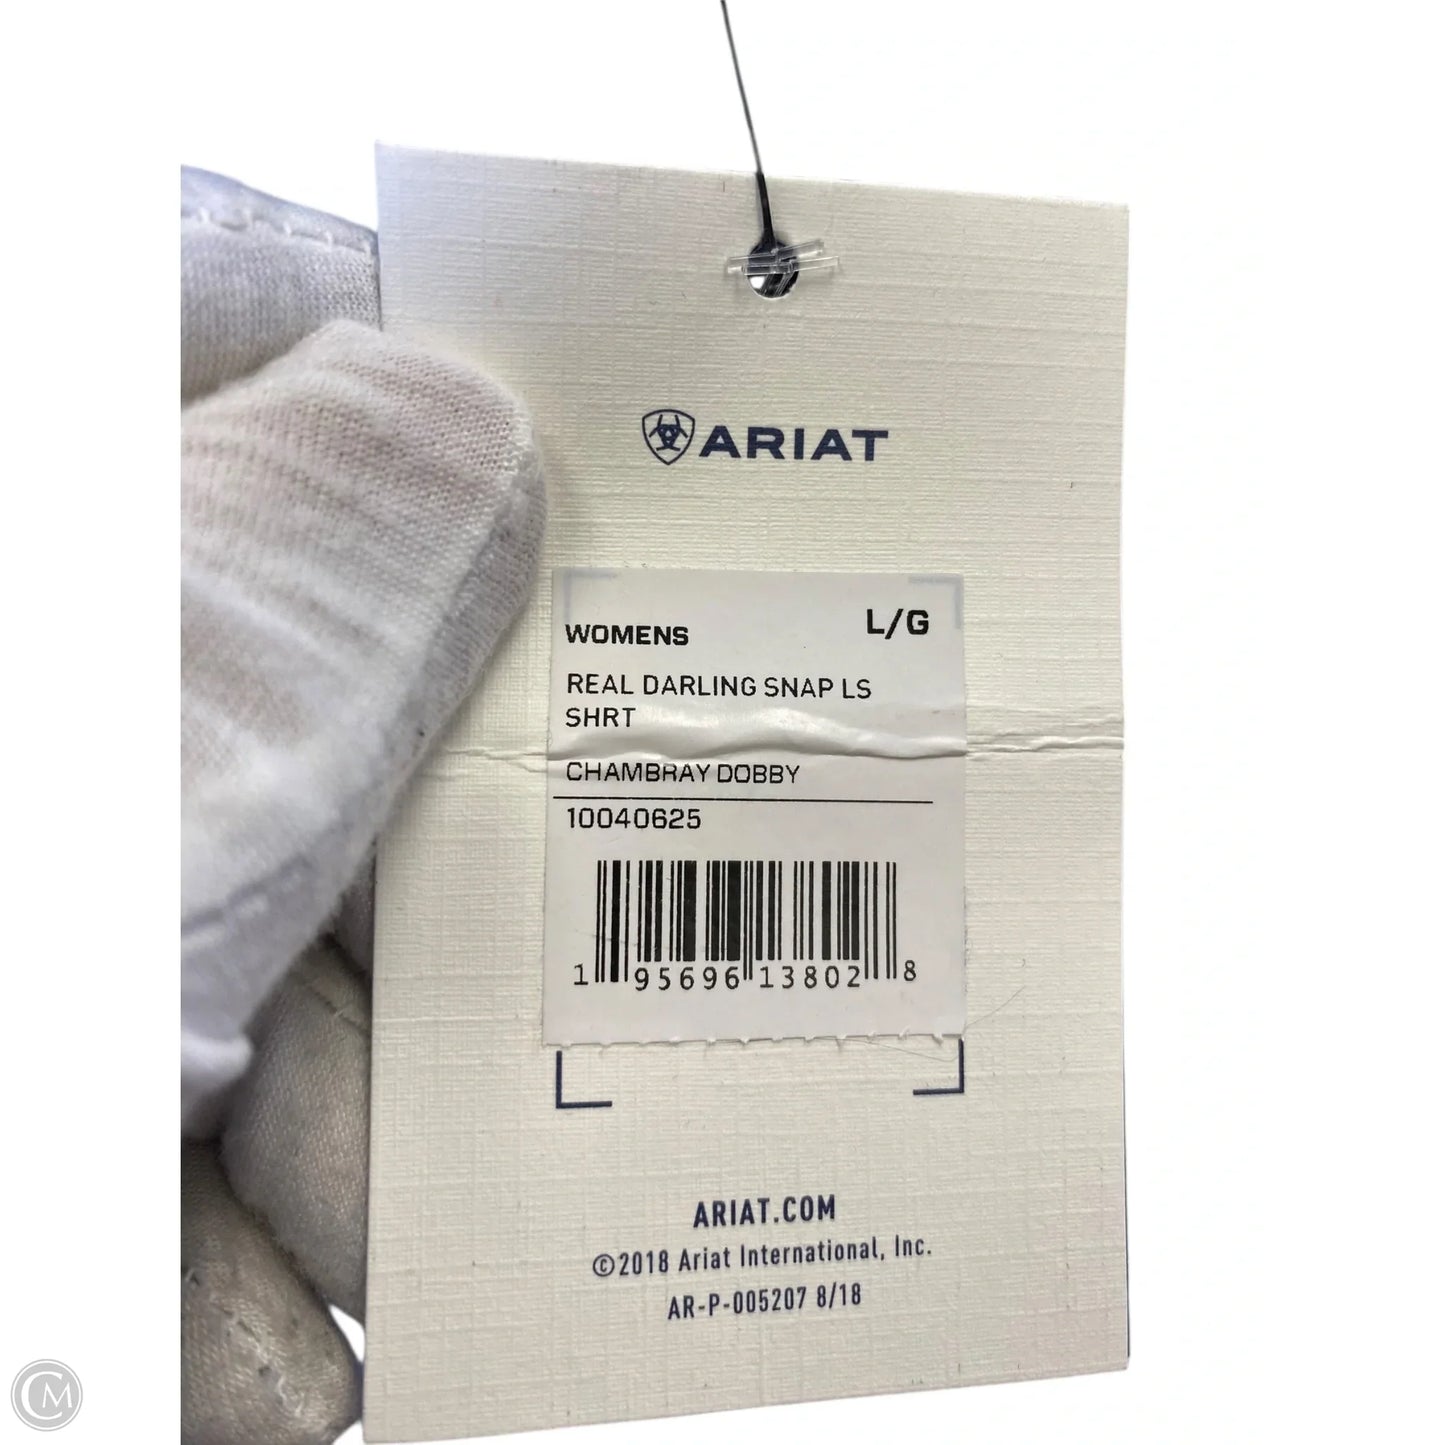 ARIAT
WOMENS
L/G
REAL DARLING SNAP LS
SHRT
CHAMBRAY DOBBY
10040625
1 95696 13802 8
ARIAT.COM
©2018 Ariat International, Inc.
AR-P-005207 8/18
CM